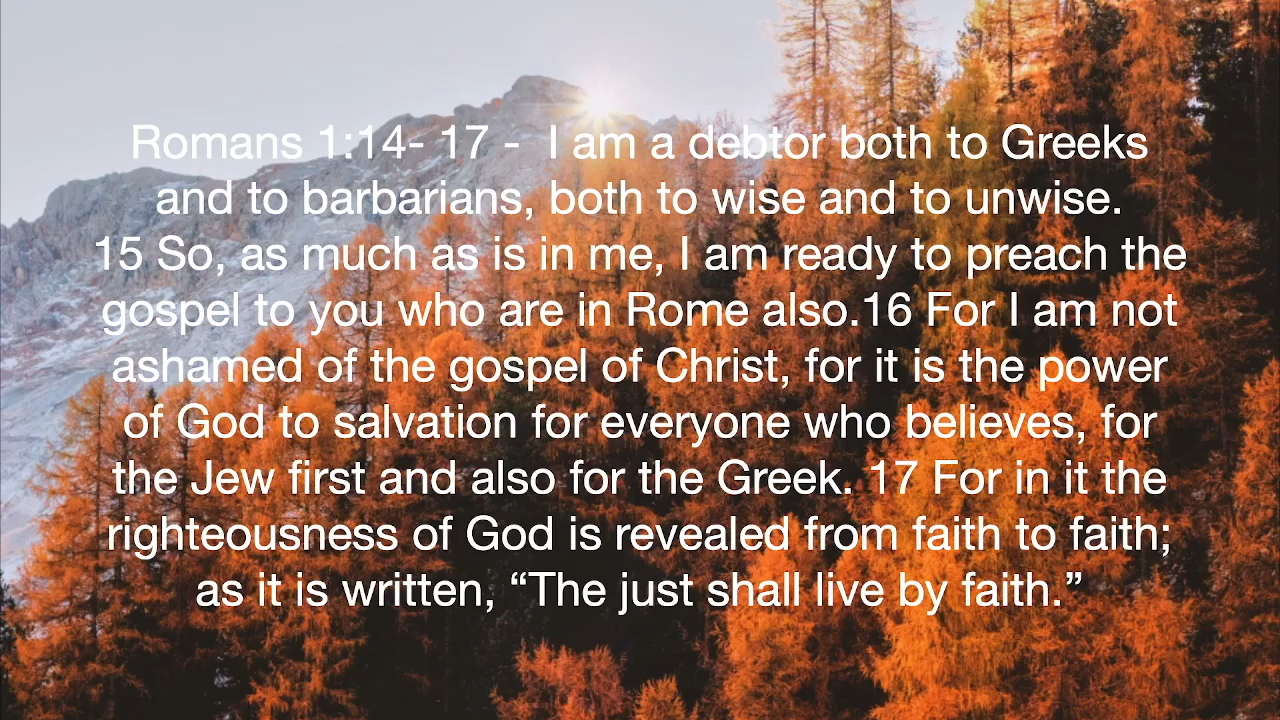 Romans 1:14- 17 -  I am a debtor both to Greeks
and to barbarians, both to wise and to unwise.
15 So, as much as is in me, I am ready to preach the
gospel to you who are in Rome also.16 For I am not
ashamed of the gospel of Christ, for it is the power
of God to salvation for everyone who believes, for
the Jew first and also for the Greek. 17 For in it the
righteousness of God is revealed from faith to faith;
as it is written, “The just shall live by faith.”